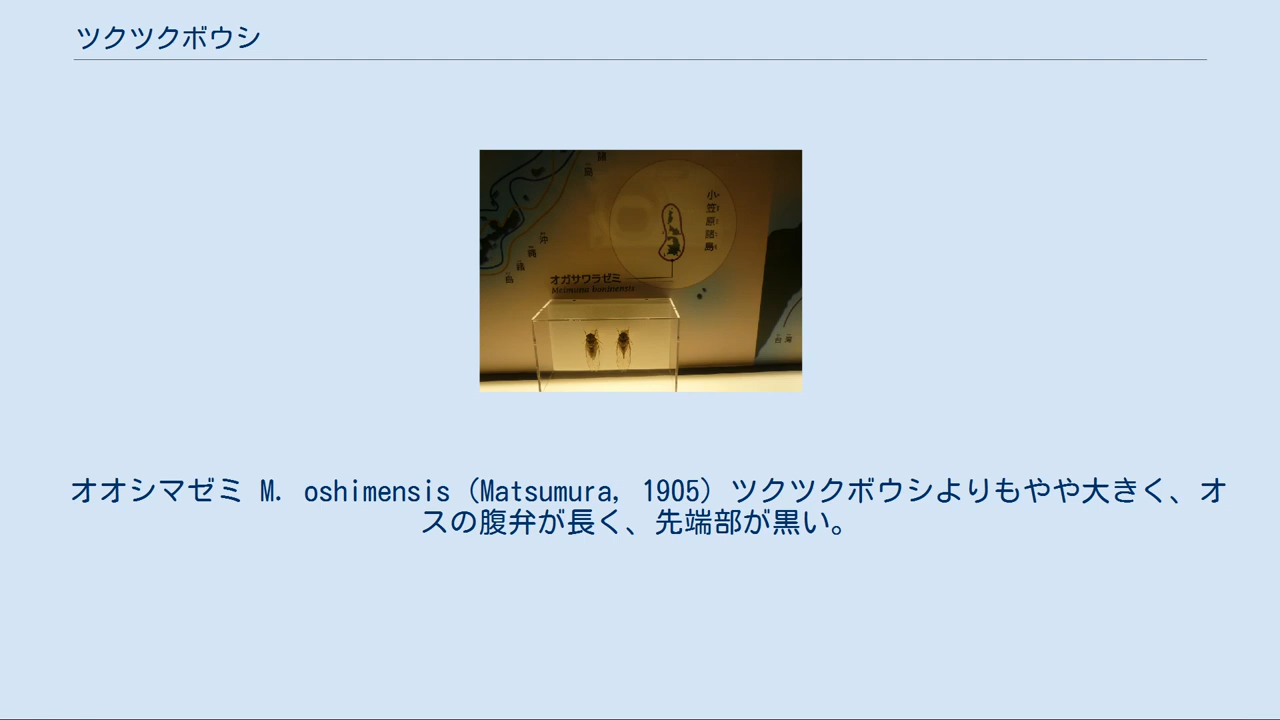 ツクツクボウシ
小笠原諸島
沖縄諸島
オガサワラゼミ
Meimuna boninensis
台湾
オオシマゼミ M. oshimensis (Matsumura, 1905) ツクツクボウシよりもやや大きく、オ
スの腹弁が長く、先端部が黒い。